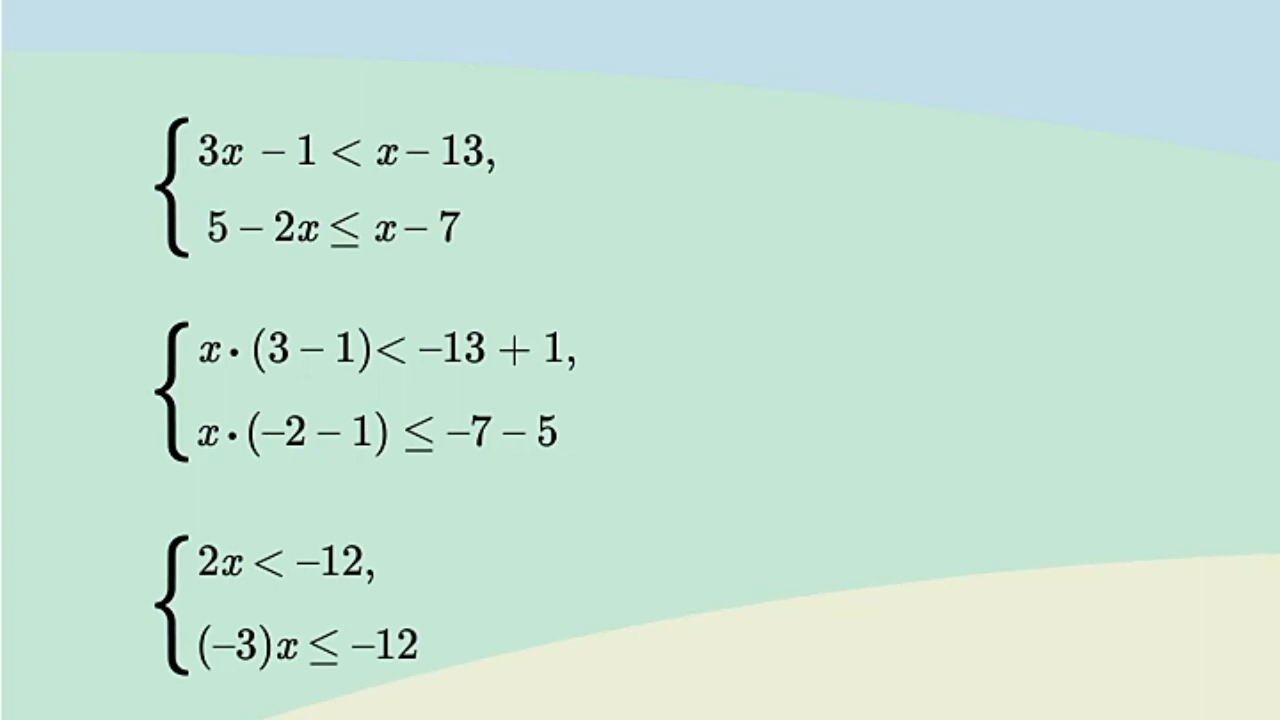 3x – 1 < x – 13,
5 – 2x ≤ x – 7
x · (3 – 1) < –13 + 1,
x · (–2 – 1) ≤ –7 – 5
2x < –12,
(–3)x ≤ –12